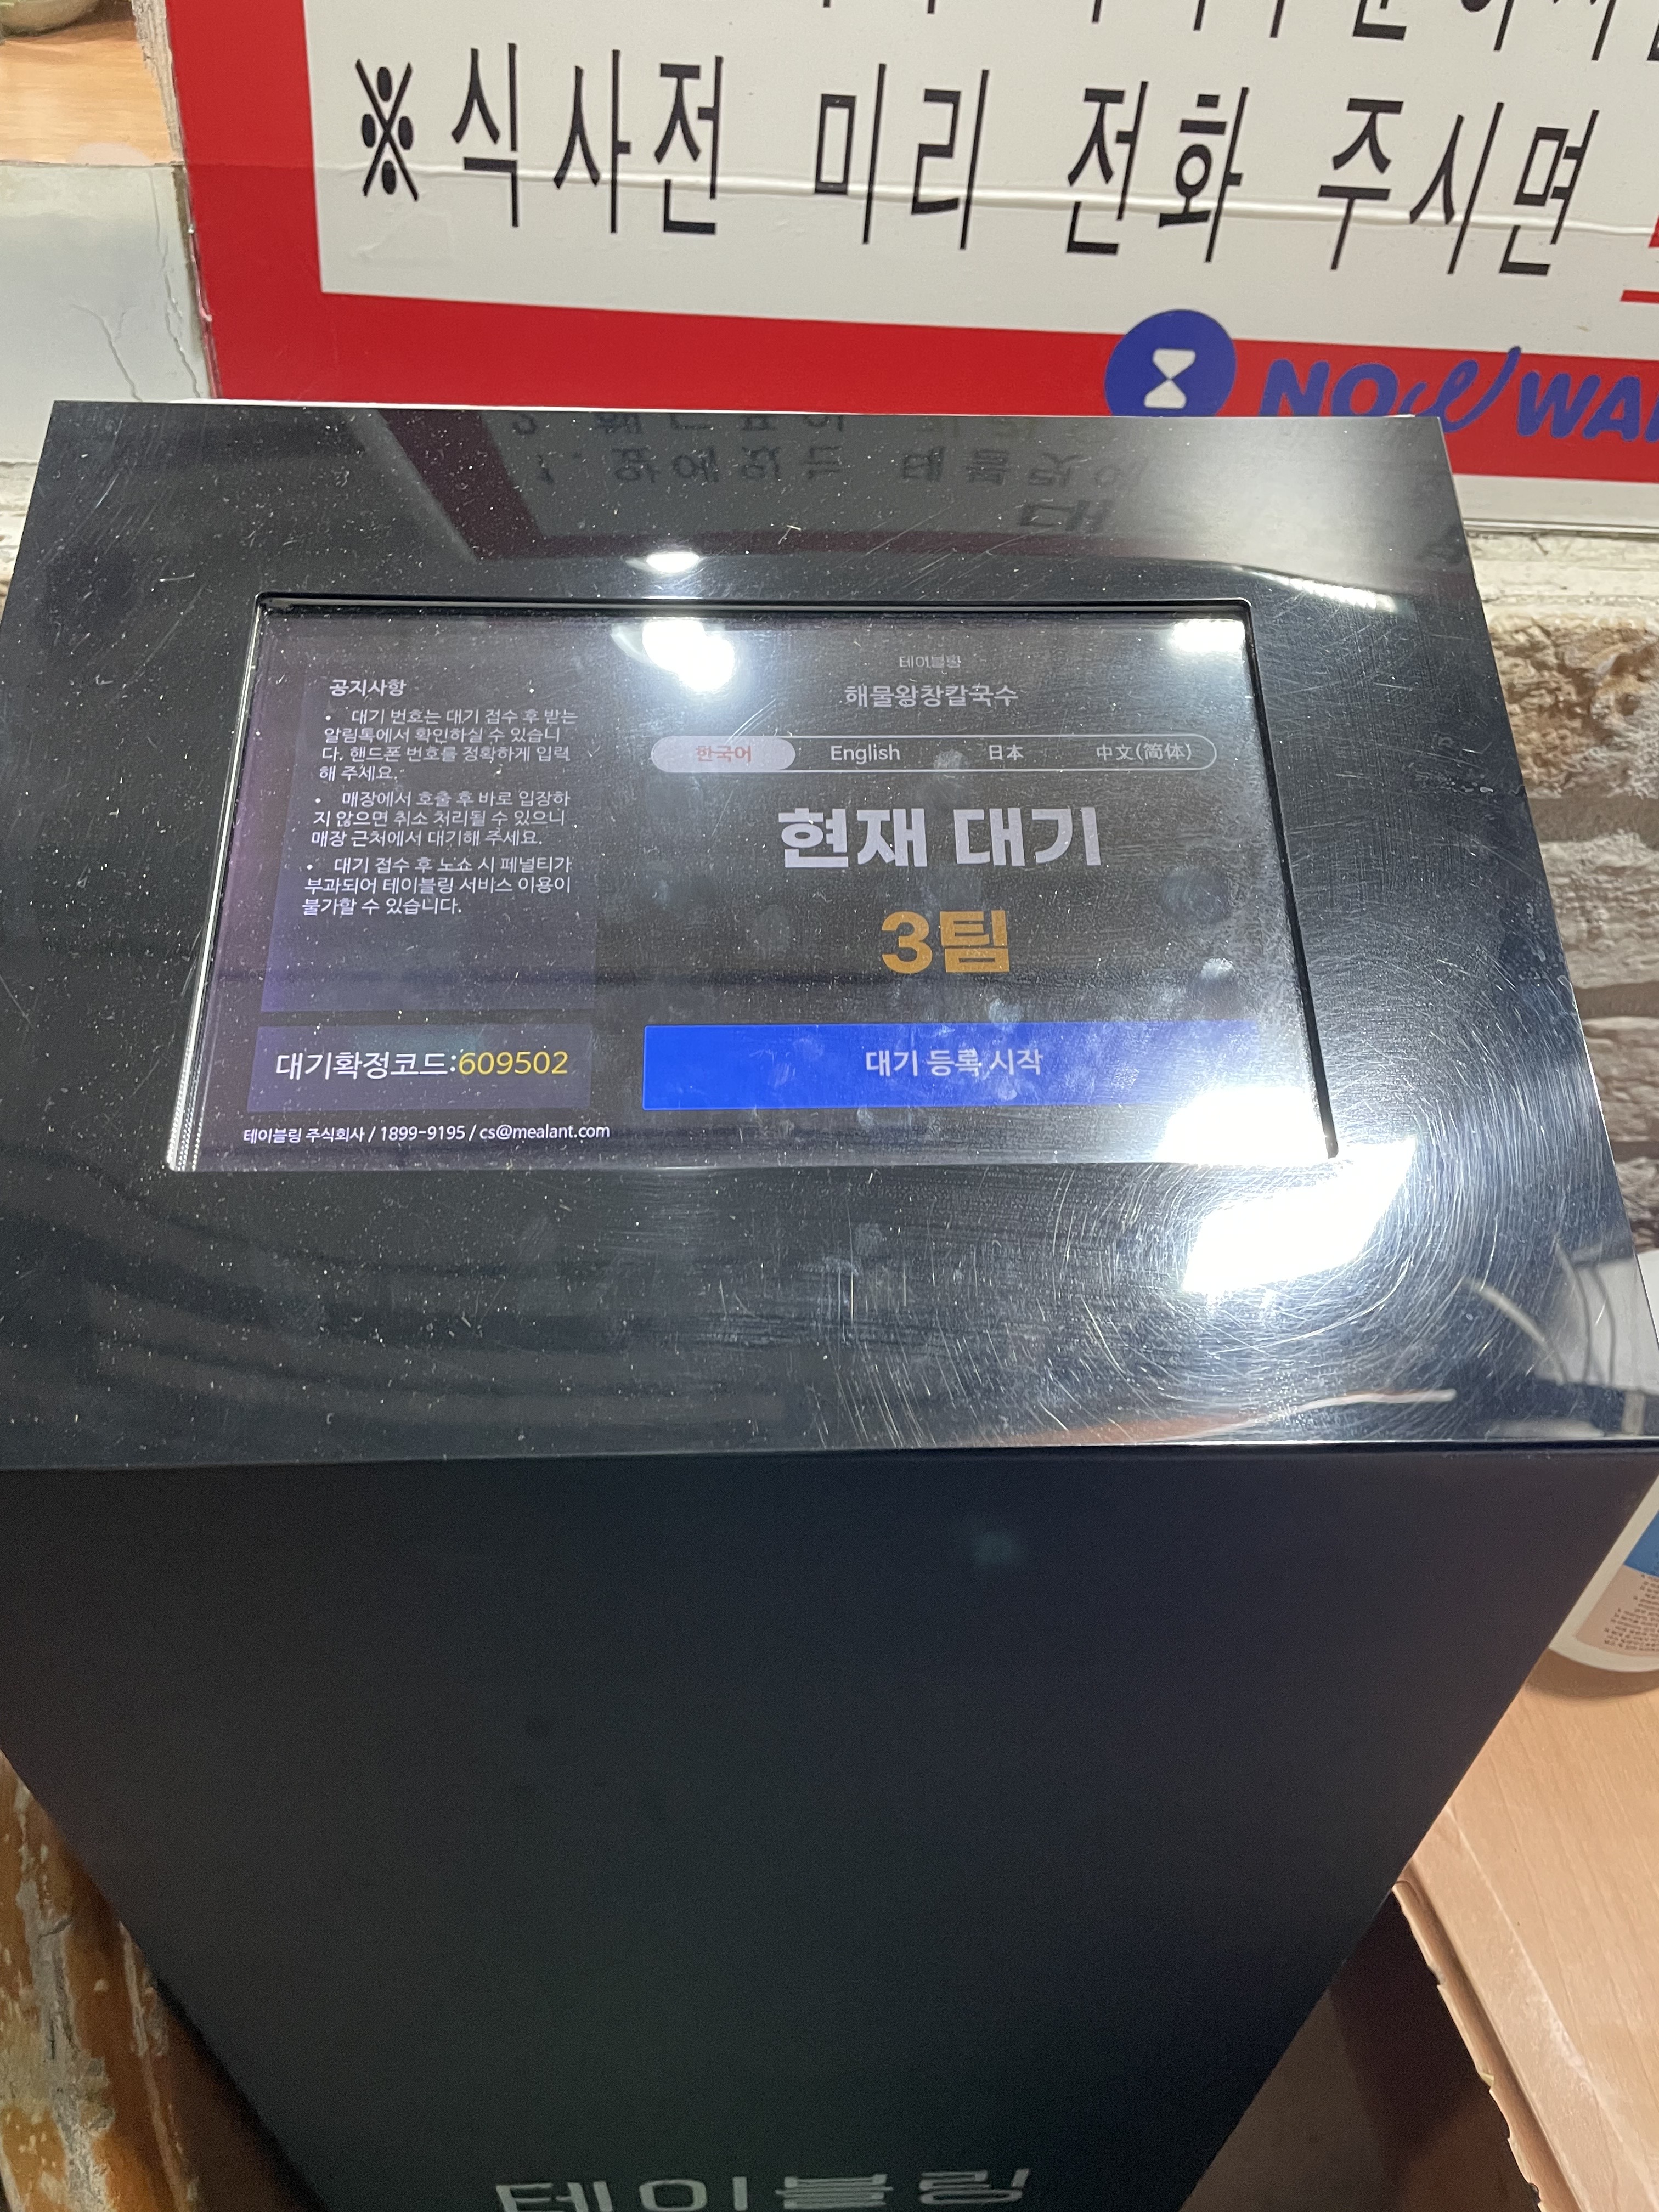 ※식사전 미리 전화 주시면
NOW WAI
공지사항
• 대기 번호는 대기 접수 후 받는
알림톡에서 확인하실 수 있습니
다. 핸드폰 번호를 정확하게 입력
해 주세요.
• 매장에서 호출 후 바로 입장하
지 않으면 취소 처리될 수 있으니
매장 근처에서 대기해 주세요.
• 대기 접수 후 노쇼 시 페널티가
부과되어 테이블링 서비스 이용이
불가할 수 있습니다.
대기확정코드:609502
테이블링 주식회사 / 1899-9195 / cs@mealant.com
테이블링
해물왕창칼국수
한국어 English 日本 中文(简体)
현재 대기
3팀
대기 등록 시작
테이블링